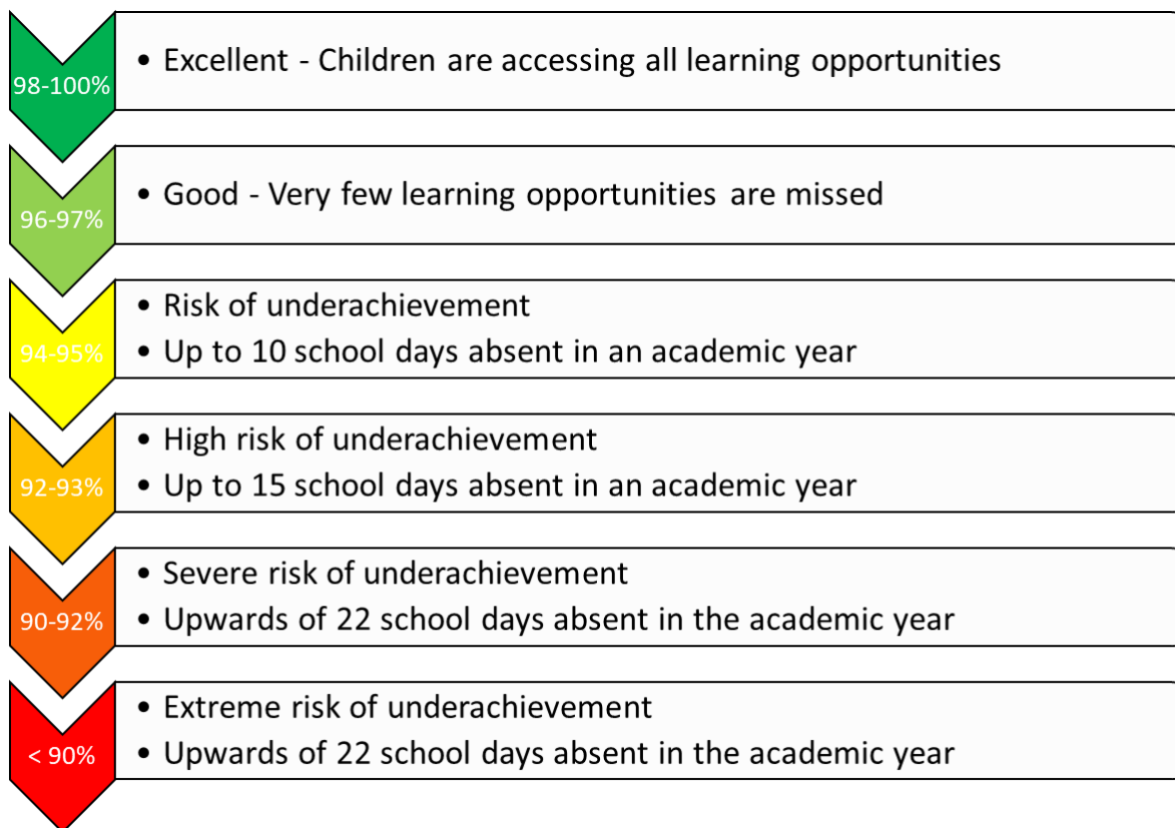 98-100%
• Excellent - Children are accessing all learning opportunities
96-97%
• Good - Very few learning opportunities are missed
94-95%
• Risk of underachievement
• Up to 10 school days absent in an academic year
92-93%
• High risk of underachievement
• Up to 15 school days absent in an academic year
90-92%
• Severe risk of underachievement
• Upwards of 22 school days absent in the academic year
< 90%
• Extreme risk of underachievement
• Upwards of 22 school days absent in the academic year